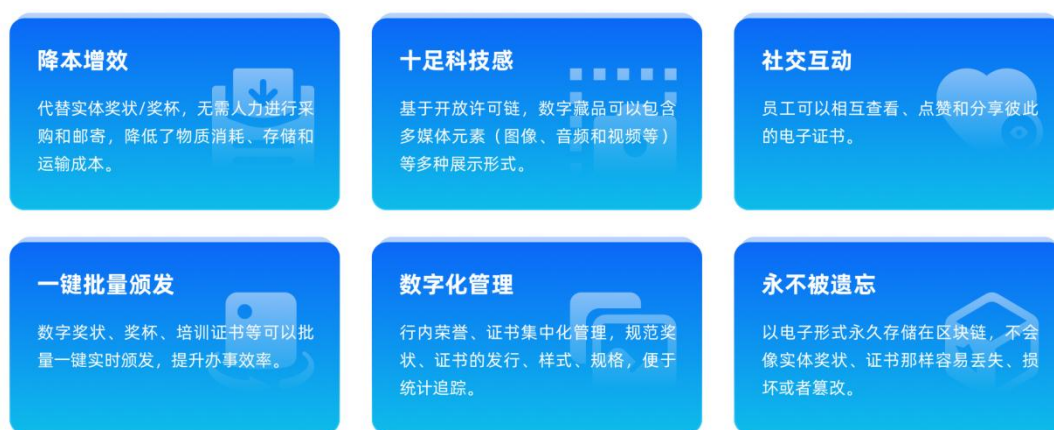 降本增效
代替实体奖状/奖杯，无需人力进行采
购和邮寄，降低了物质消耗、存储和
运输成本。
十足科技感
基于开放许可链，数字藏品可以包含
多媒体元素（图像、音频和视频等）
等多种展示形式。
社交互动
员工可以相互查看、点赞和分享彼此
的电子证书。
一键批量颁发
数字奖状、奖杯、培训证书等可以批
量一键实时颁发，提升办事效率。
数字化管理
行内荣誉、证书集中化管理，规范奖
状、证书的发行、样式、规格，便于
统计追踪。
永不被遗忘
以电子形式永久存储在区块链，不会
像实体奖状、证书那样容易丢失、损
坏或者篡改。